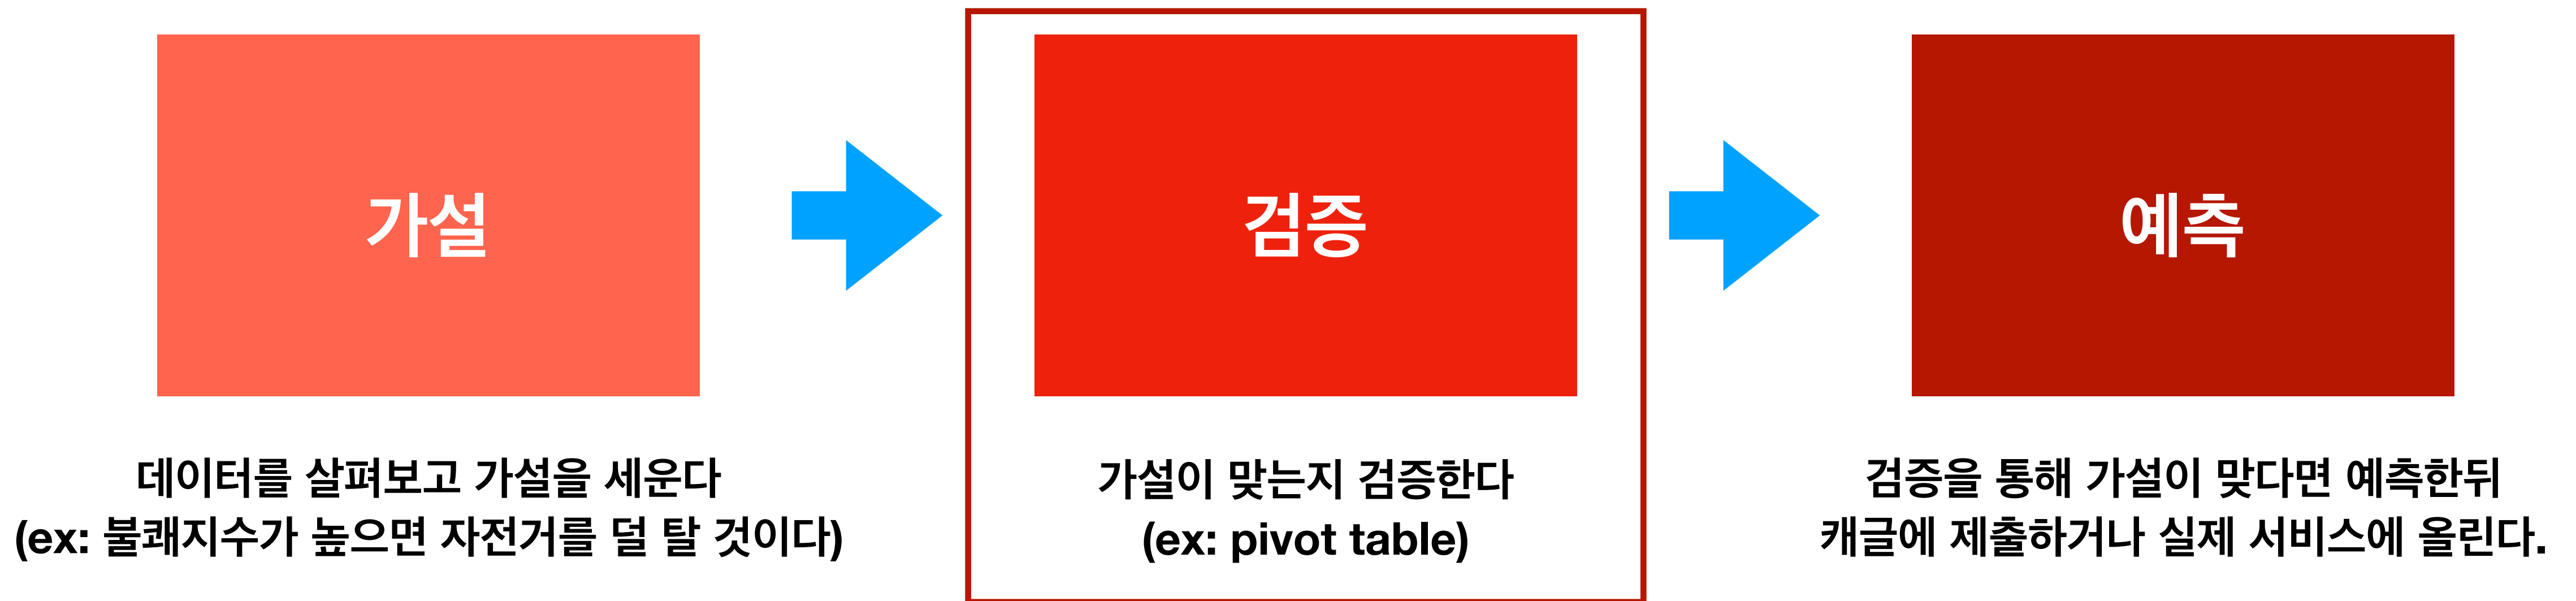 가설
데이터를 살펴보고 가설을 세운다
(ex: 불쾌지수가 높으면 자전거를 덜 탈 것이다)
검증
가설이 맞는지 검증한다
(ex: pivot table)
예측
검증을 통해 가설이 맞다면 예측한뒤
캐글에 제출하거나 실제 서비스에 올린다.